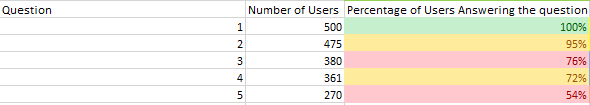 Question Number of Users Percentage of Users Answering the question
1 500 100%
2 475 95%
3 380 76%
4 361 72%
5 270 54%